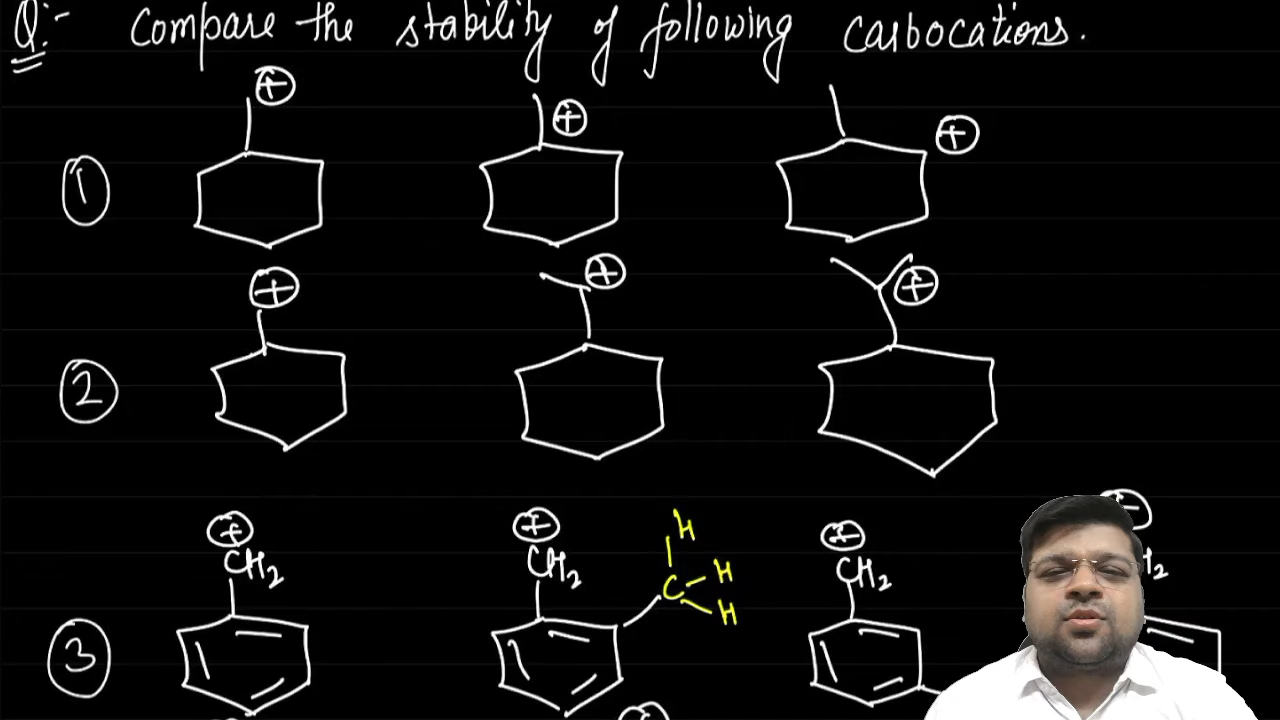 Q:- Compare the stability of following carbocations.
⊕ ⊕ ⊕
①
⊕ ⊕ ⊕
②
⊕ ⊕ ⊕
CH₂ CH₂ CH₂
H
C H
H
③